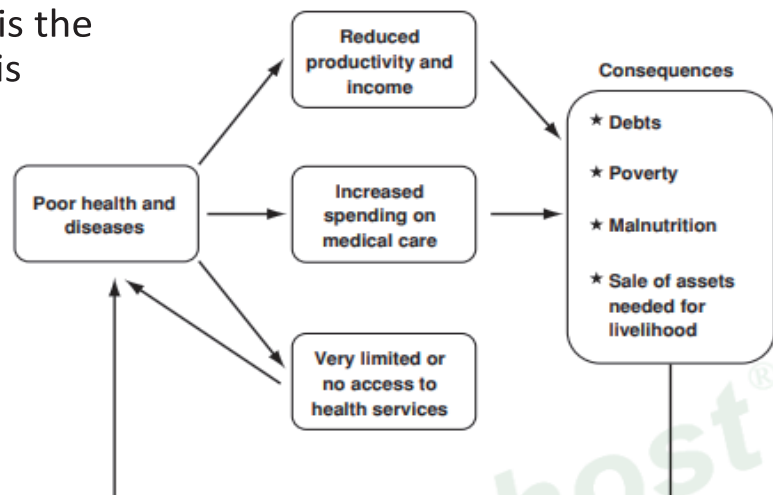 is the
is
Reduced
productivity and
income
Consequences
★ Debts
★ Poverty
★ Malnutrition
★ Sale of assets
needed for
livelihood
Poor health and
diseases
Increased
spending on
medical care
Very limited or
no access to
health services
host®